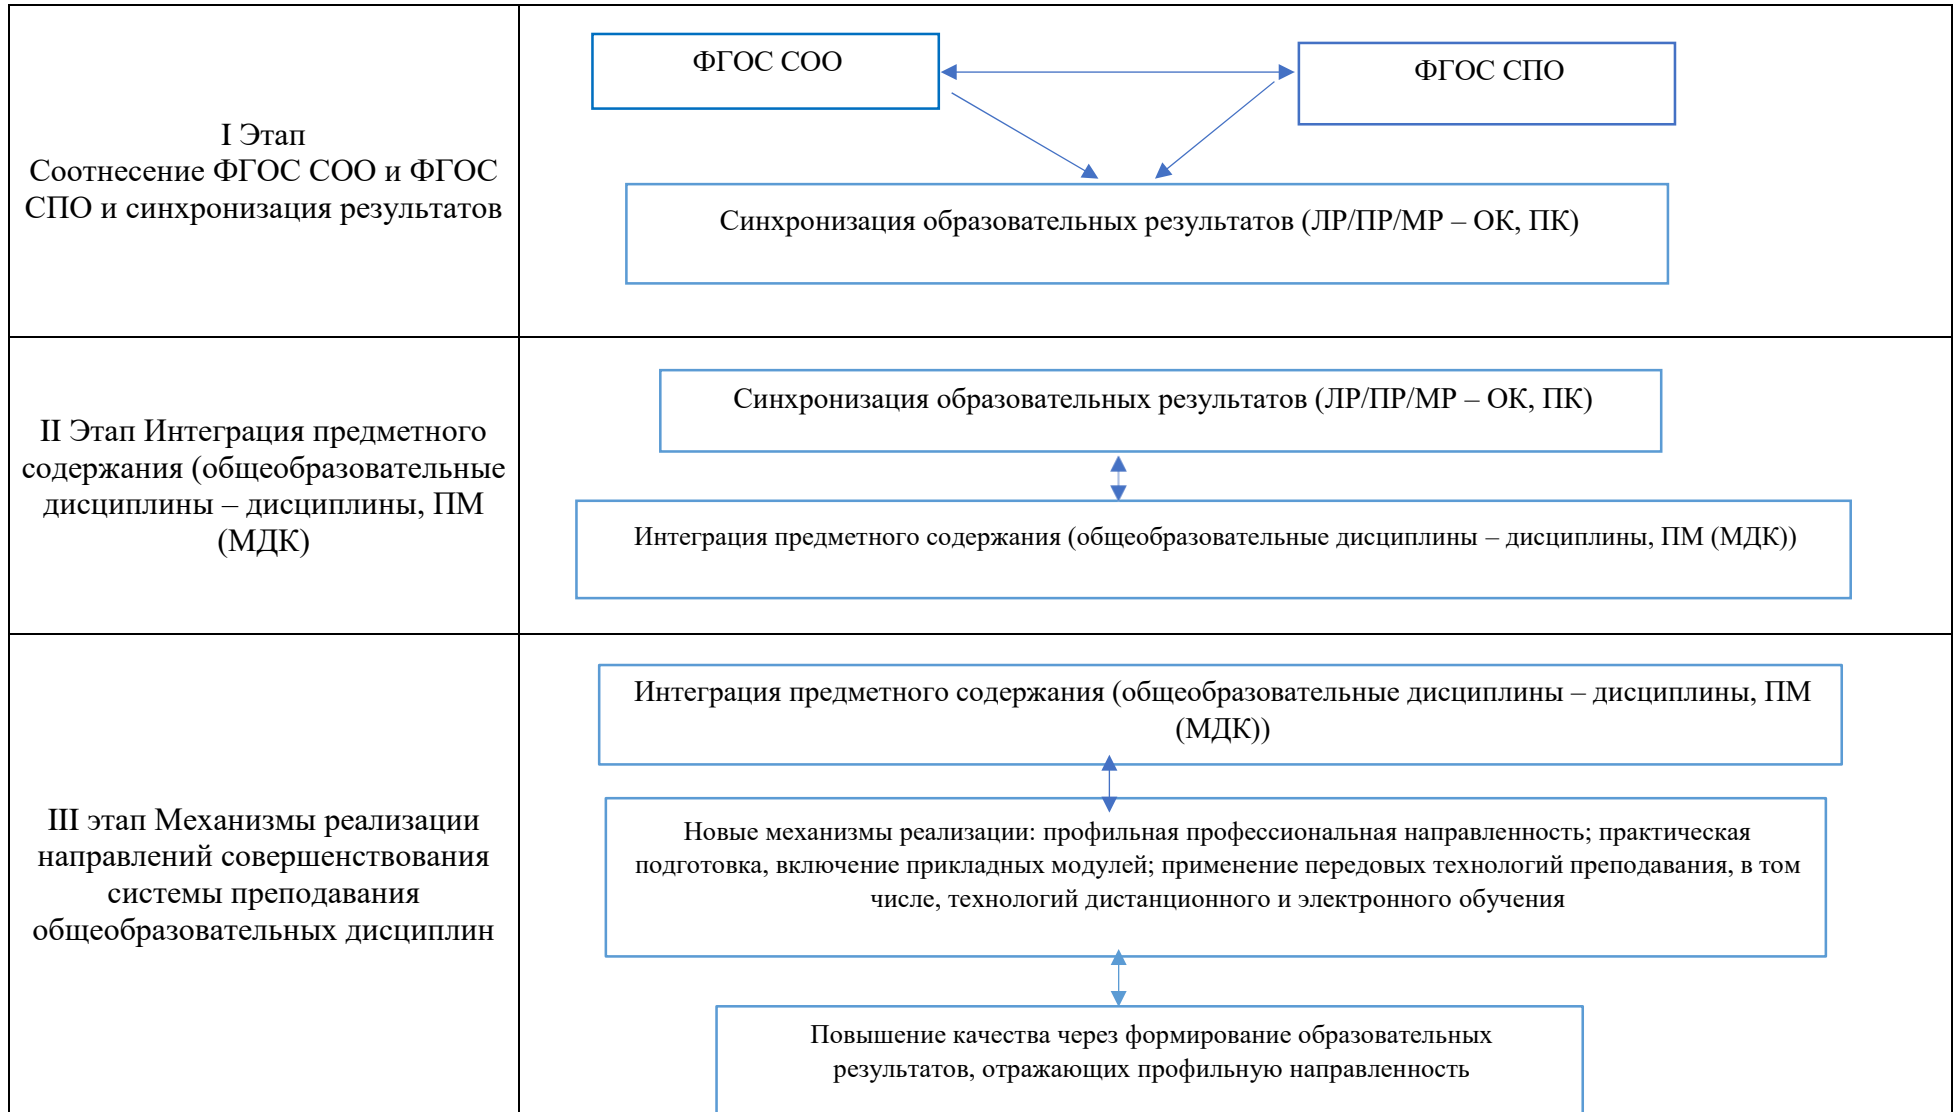 I Этап
Соотнесение ФГОС СОО и ФГОС
СПО и синхронизация результатов
ФГОС СОО
ФГОС СПО
Синхронизация образовательных результатов (ЛР/ПР/МР – ОК, ПК)
II Этап Интеграция предметного
содержания (общеобразовательные
дисциплины – дисциплины, ПМ
(МДК)
Синхронизация образовательных результатов (ЛР/ПР/МР – ОК, ПК)
Интеграция предметного содержания (общеобразовательные дисциплины – дисциплины, ПМ (МДК))
III этап Механизмы реализации
направлений совершенствования
системы преподавания
общеобразовательных дисциплин
Интеграция предметного содержания (общеобразовательные дисциплины – дисциплины, ПМ
(МДК))
Новые механизмы реализации: профильная профессиональная направленность; практическая
подготовка, включение прикладных модулей; применение передовых технологий преподавания, в том
числе, технологий дистанционного и электронного обучения
Повышение качества через формирование образовательных
результатов, отражающих профильную направленность